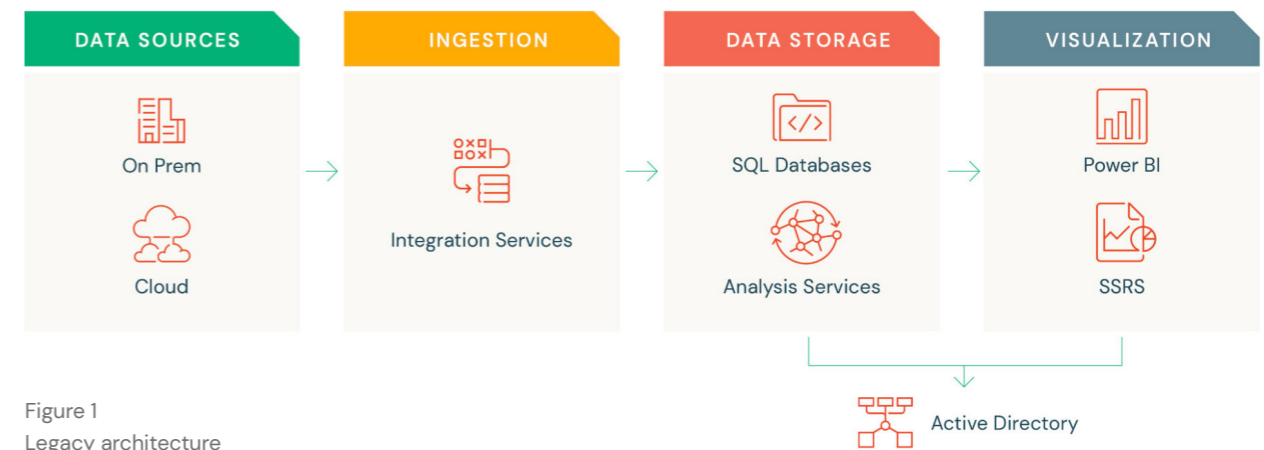 DATA SOURCES
INGESTION
DATA STORAGE
VISUALIZATION
On Prem
Cloud
Integration Services
</>
SQL Databases
Analysis Services
Power BI
SSRS
Active Directory
Figure 1
Legacy architecture